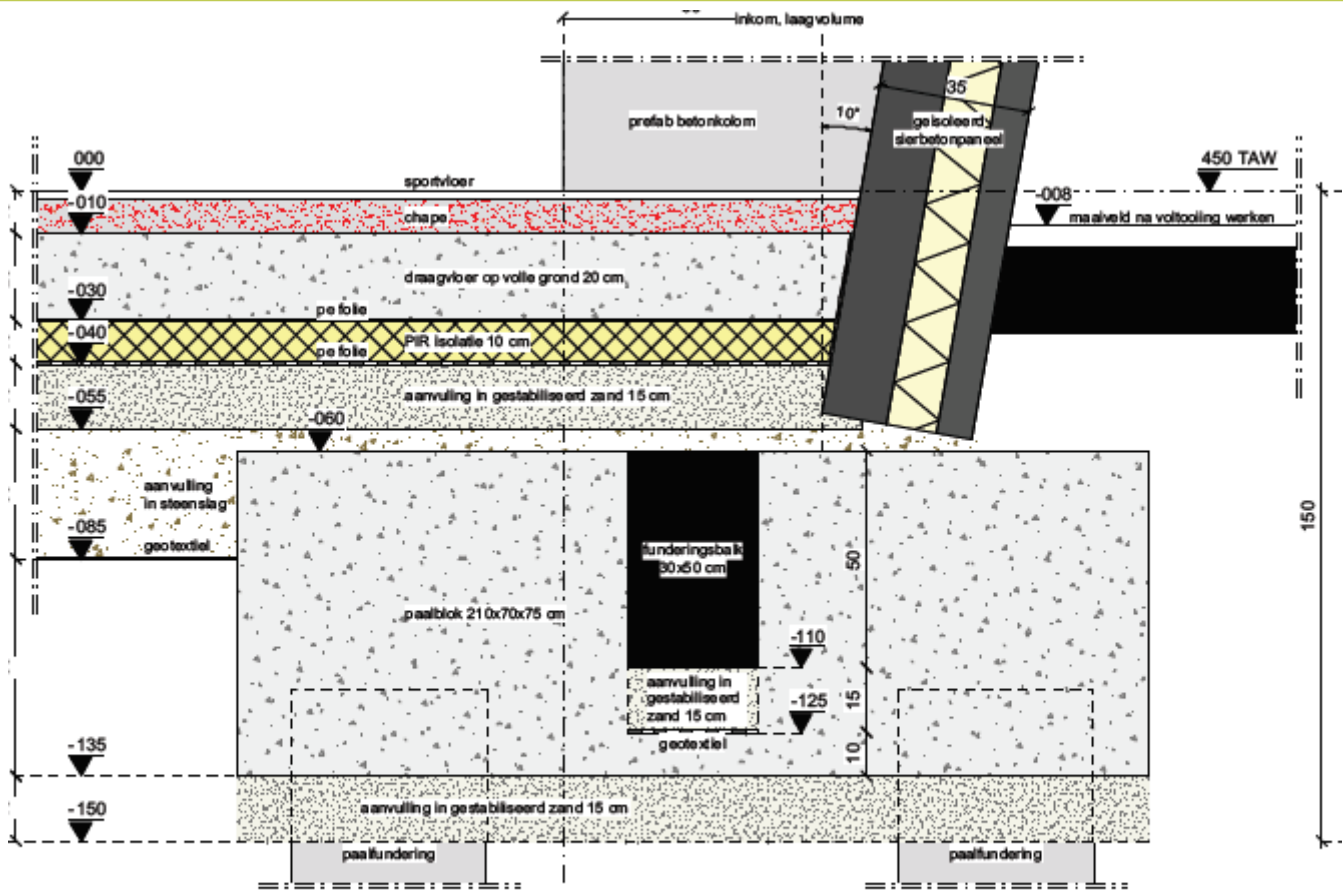 inkom, laagvolume
35
10°
prefab betonkolom
geïsoleerd
sierbetonpaneel
000
450 TAW
sportvloer
-010
-008
chape
maaiveld na voltooiing werken
draagvloer op volle grond 20 cm
-030
pe folie
-040
PIR isolatie 10 cm
pe folie
-055
aanvulling in gestabiliseerd zand 15 cm
-060
aanvulling
in steenslag
-085
geotextiel
funderingsbalk
30x50 cm
50
150
paalblok 210x70x75 cm
-110
aanvulling in
gestabiliseerd
zand 15 cm
-125
15
geotextiel
10
-135
-150
aanvulling in gestabiliseerd zand 15 cm
paalfundering
paalfundering